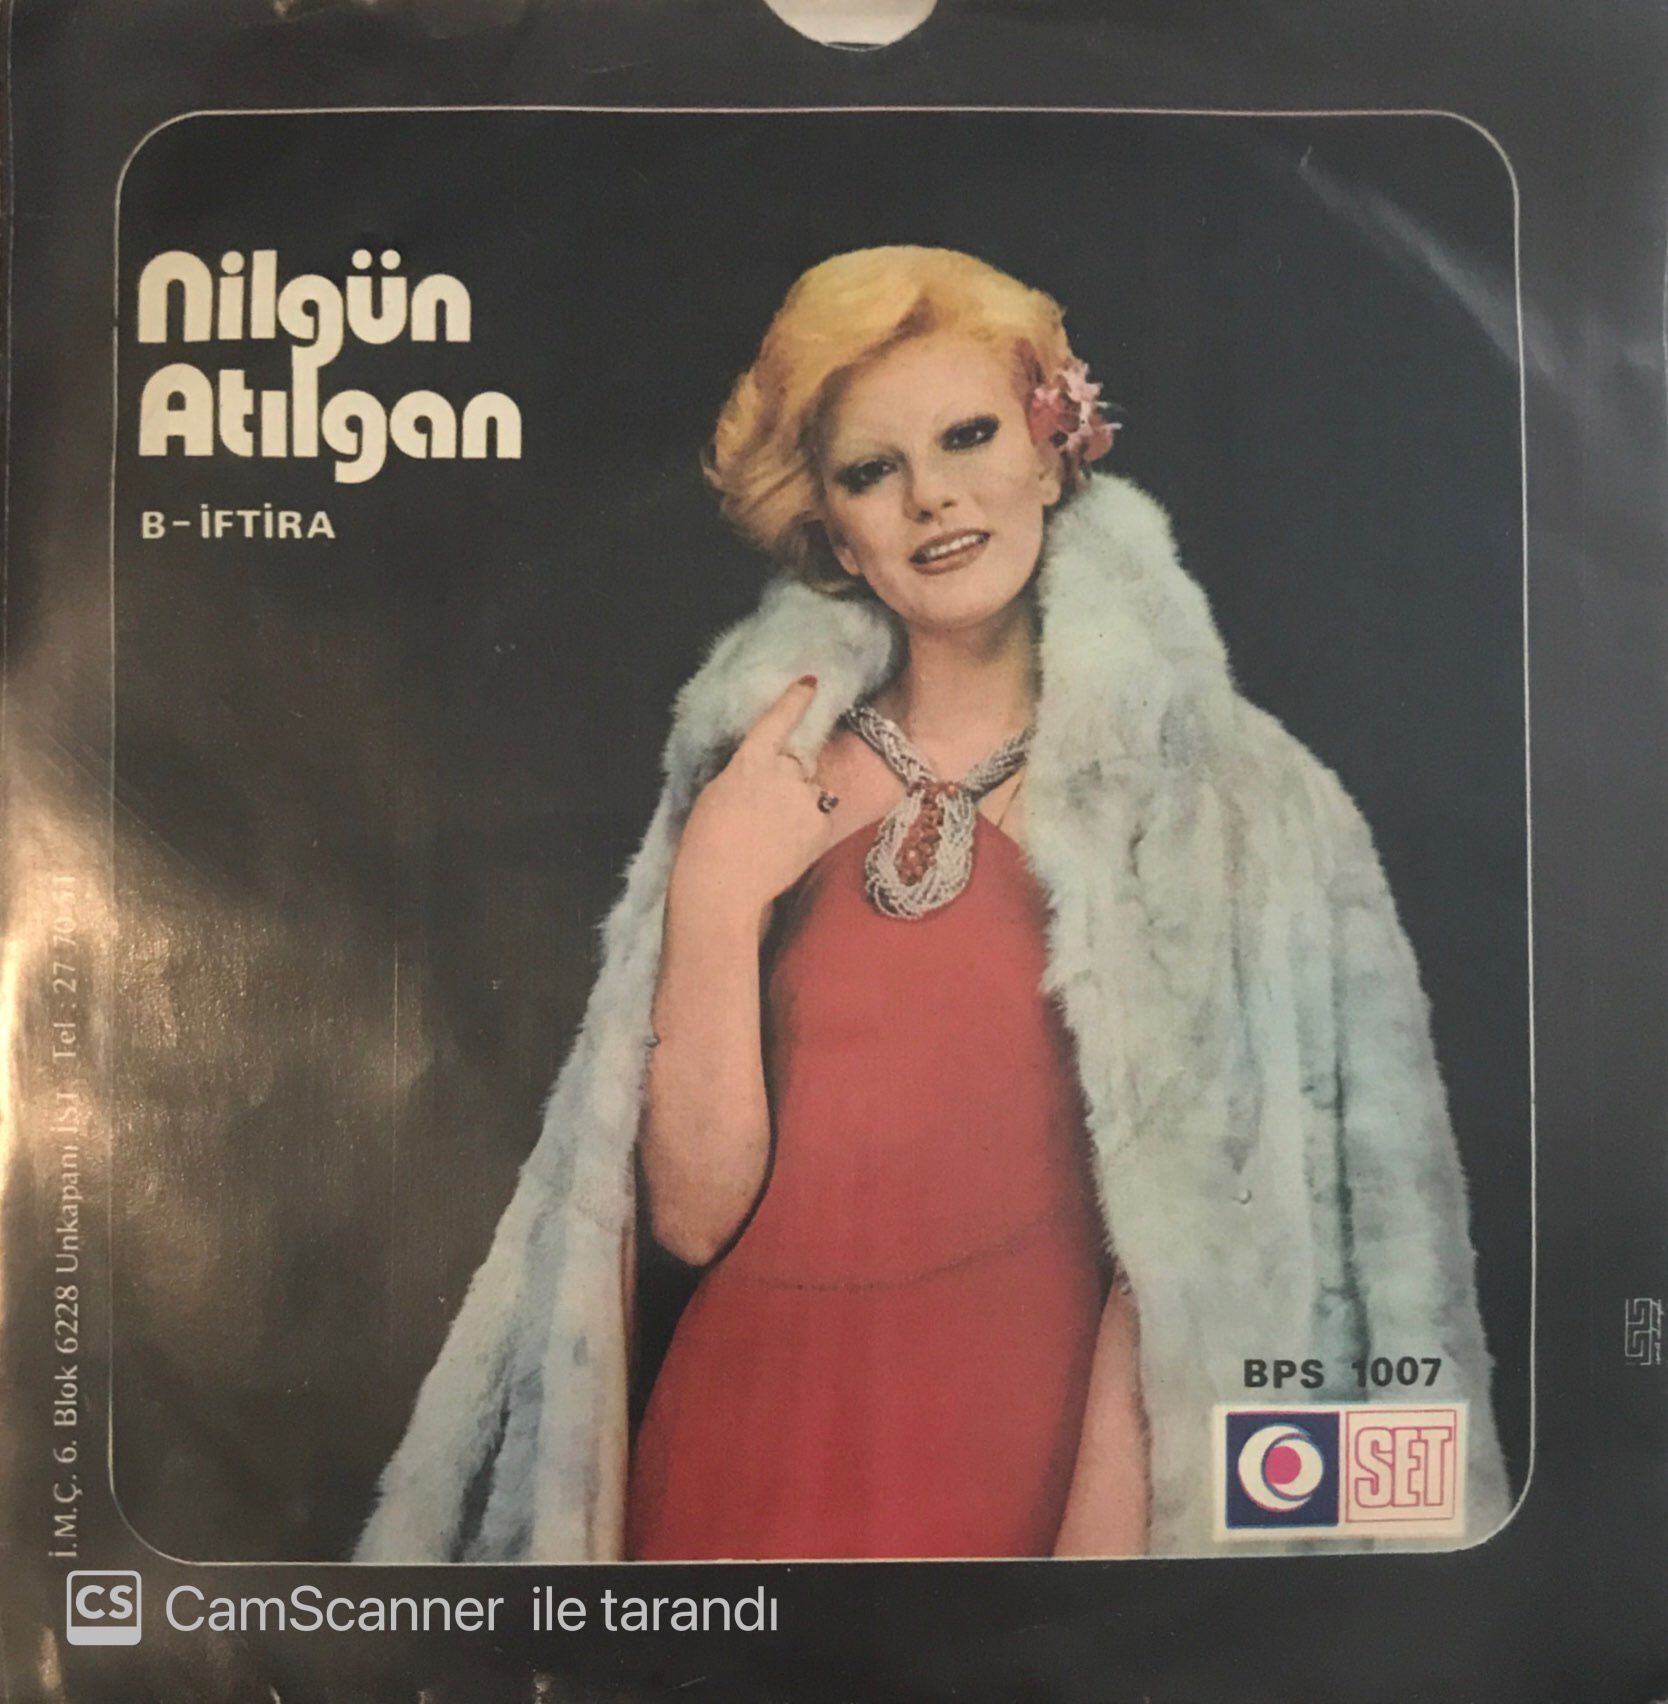 Nilgün
Atılgan
B-İFTİRA
İ.M.Ç. 6. Blok 6228 Unkapanı İST Tel: 27 70 51
BPS 1007
SET
CS CamScanner ile tarandı